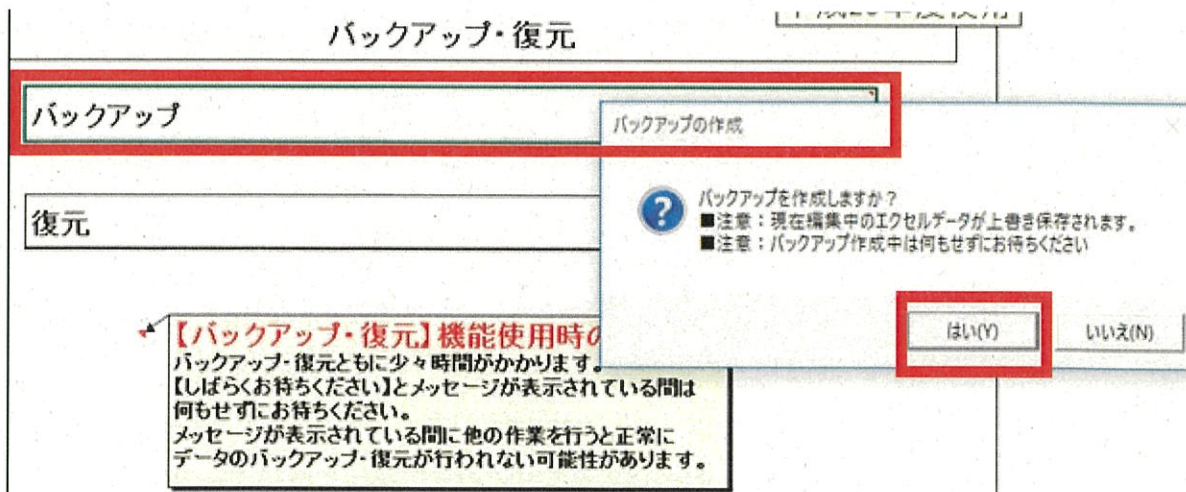 バックアップ・復元
バックアップ
バックアップの作成
バックアップを作成しますか？
■注意：現在編集中のエクセルデータが上書き保存されます。
■注意：バックアップ作成中は何もせずにお待ちください
復元
はい(Y)
いいえ(N)
【バックアップ・復元】機能使用時の
バックアップ・復元ともに少々時間がかかります。
【しばらくお待ちください】とメッセージが表示されている間は
何もせずにお待ちください。
メッセージが表示されている間に他の作業を行うと正常に
データのバックアップ・復元が行われない可能性があります。